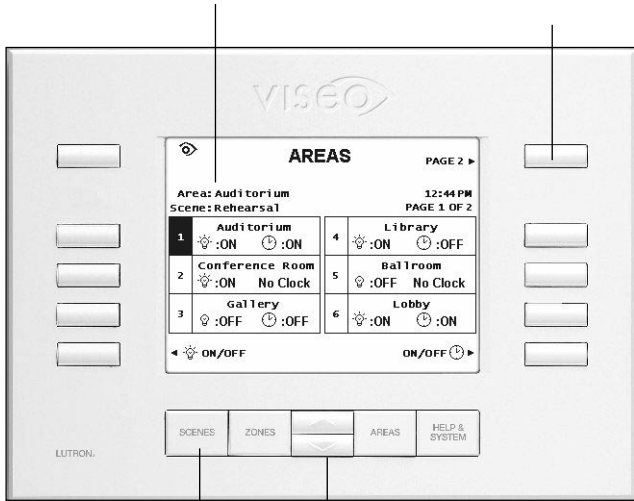 viseo
AREAS
PAGE 2 ▶
Area:Auditorium
12:44PM
Scene:Rehearsal
PAGE 1 OF 2
1
Auditorium
:ON :ON
4
Library
:ON :OFF
2
Conference Room
:ON No Clock
5
Ballroom
:OFF No Clock
3
Gallery
:OFF :OFF
6
Lobby
:ON :ON
◀ ON/OFF
ON/OFF ▶
SCENES
ZONES
AREAS
HELP &
SYSTEM
LUTRON.